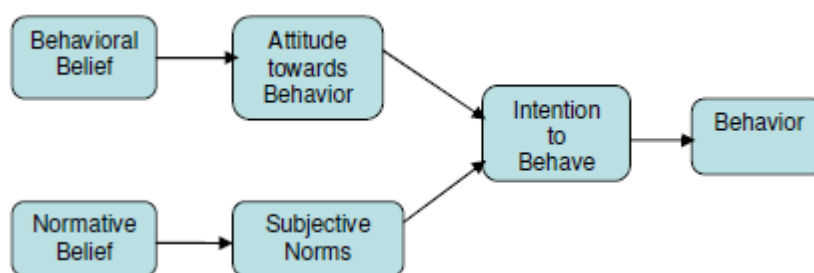 Behavioral
Belief
Attitude
towards
Behavior
Intention
to
Behave
Behavior
Normative
Belief
Subjective
Norms